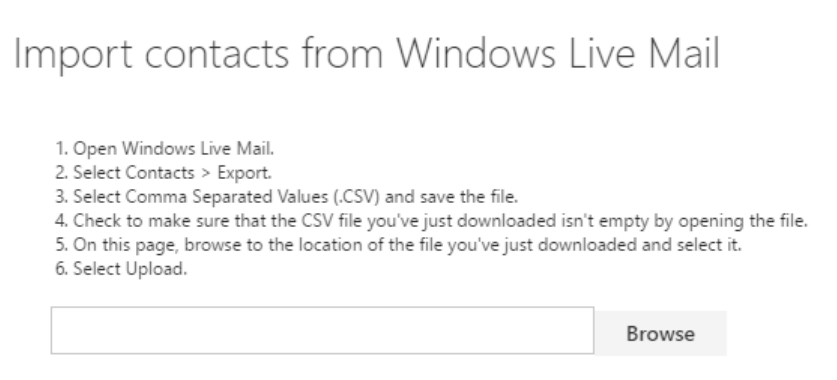 Import contacts from Windows Live Mail
1. Open Windows Live Mail.
2. Select Contacts > Export.
3. Select Comma Separated Values (.CSV) and save the file.
4. Check to make sure that the CSV file you've just downloaded isn't empty by opening the file.
5. On this page, browse to the location of the file you've just downloaded and select it.
6. Select Upload.
Browse